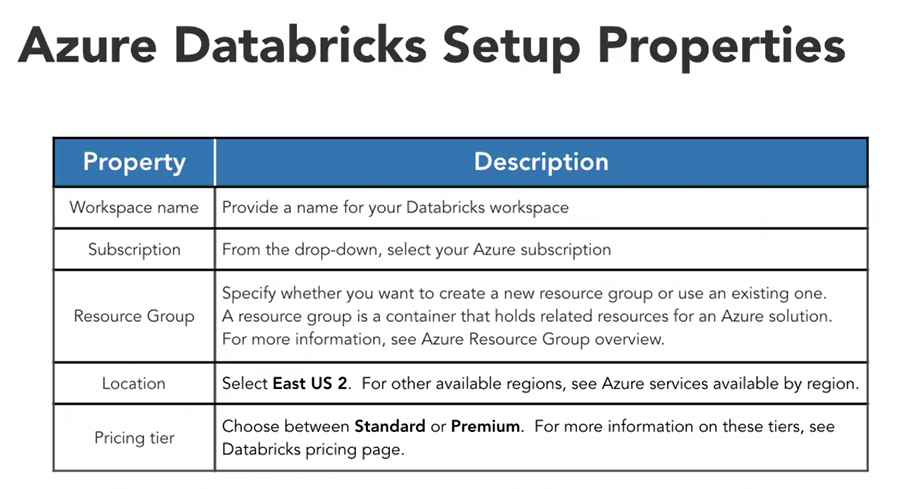 Azure Databricks Setup Properties
Property
Description
Workspace name
Provide a name for your Databricks workspace
Subscription
From the drop-down, select your Azure subscription
Resource Group
Specify whether you want to create a new resource group or use an existing one.
A resource group is a container that holds related resources for an Azure solution.
For more information, see Azure Resource Group overview.
Location
Select East US 2.  For other available regions, see Azure services available by region.
Pricing tier
Choose between Standard or Premium.  For more information on these tiers, see
Databricks pricing page.